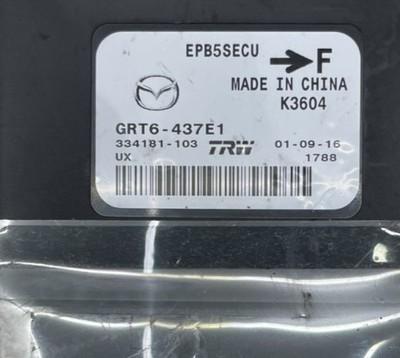 EPB5SECU
→F
MADE IN CHINA
K3604
GRT6-437E1
334181-103 TRW 01-09-16
UX 1788